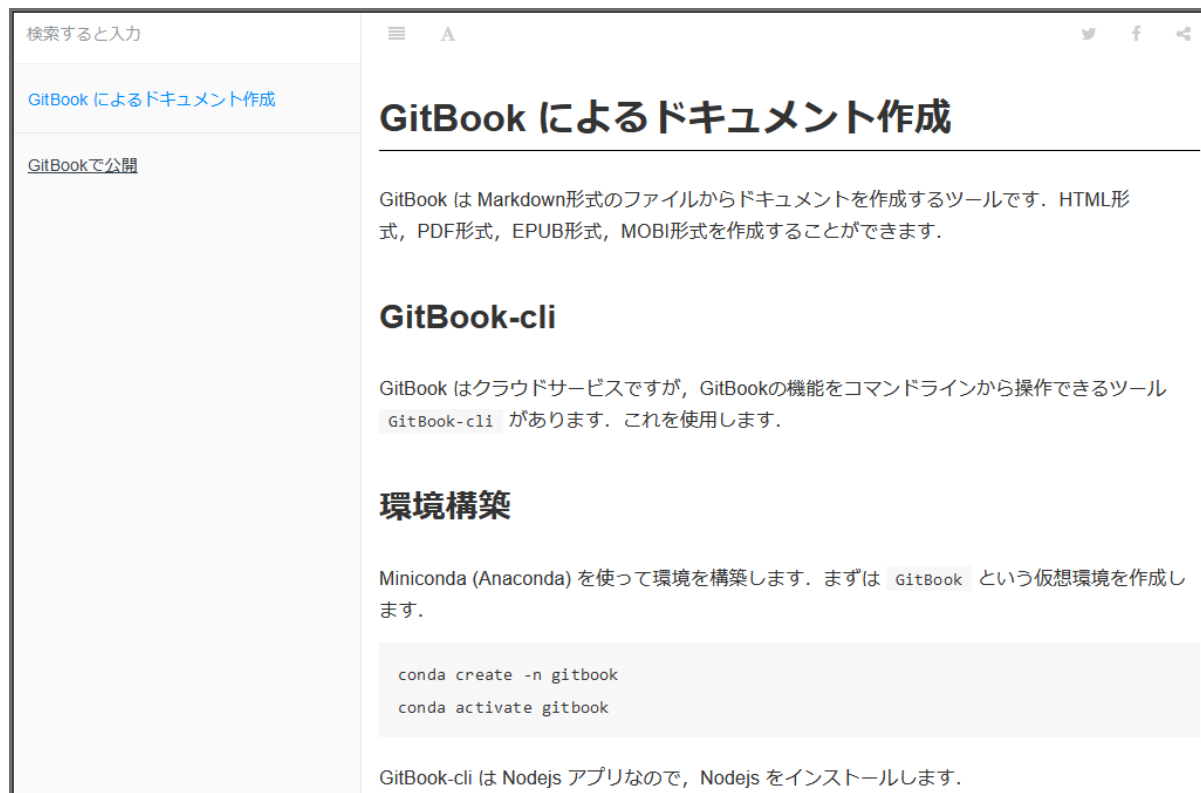 検索すると入力
A
GitBook によるドキュメント作成
GitBookで公開
GitBook によるドキュメント作成
GitBook は Markdown形式のファイルからドキュメントを作成するツールです．HTML形
式，PDF形式，EPUB形式，MOBI形式を作成することができます．
GitBook-cli
GitBook はクラウドサービスですが，GitBookの機能をコマンドラインから操作できるツール
GitBook-cli があります．これを使用します．
環境構築
Miniconda (Anaconda) を使って環境を構築します．まずは GitBook という仮想環境を作成し
ます．
conda create -n gitbook
conda activate gitbook
GitBook-cli は Nodejs アプリなので，Nodejs をインストールします．